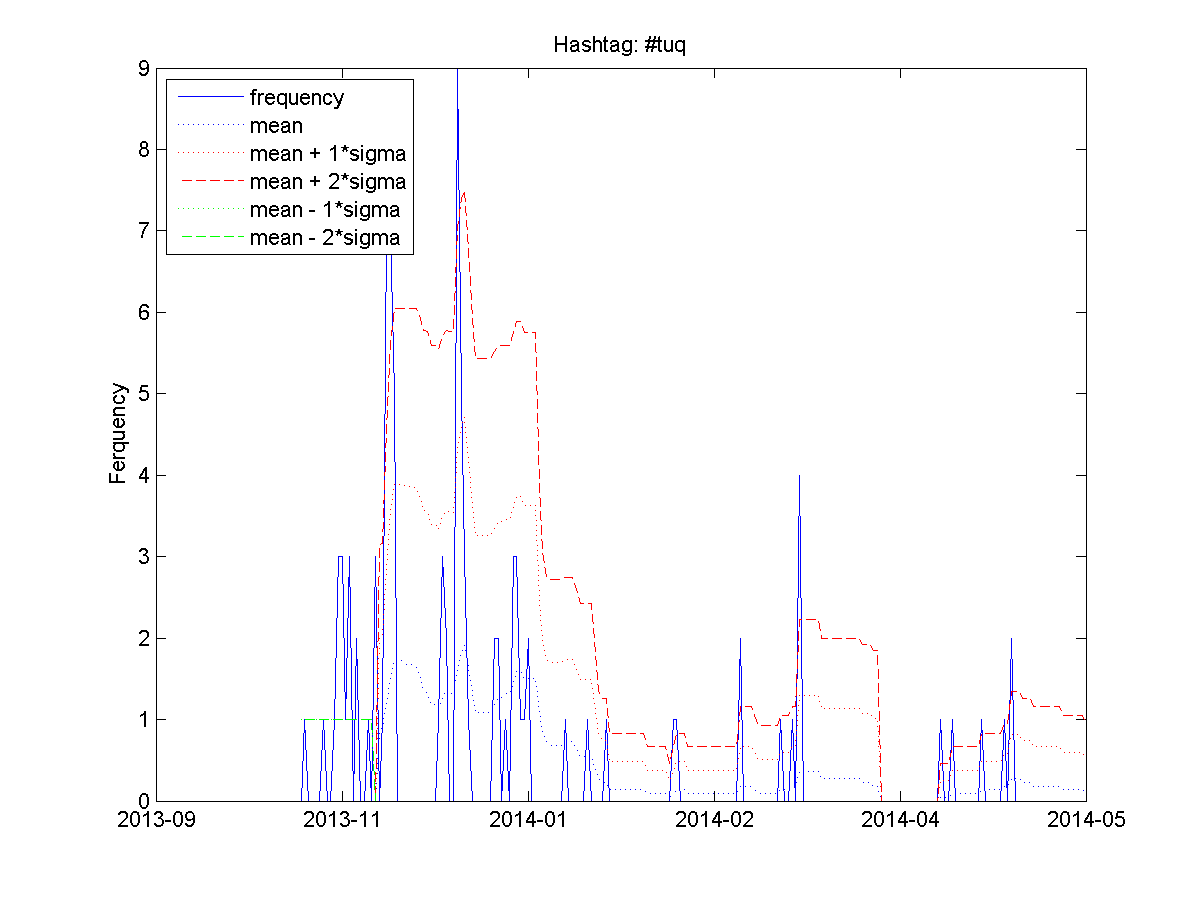 Hashtag: #tuq
9
8
7
6
5
4
3
2
1
0
Ferquency
frequency
mean
mean + 1*sigma
mean + 2*sigma
mean - 1*sigma
mean - 2*sigma
2013-09 2013-11 2014-01 2014-02 2014-04 2014-05